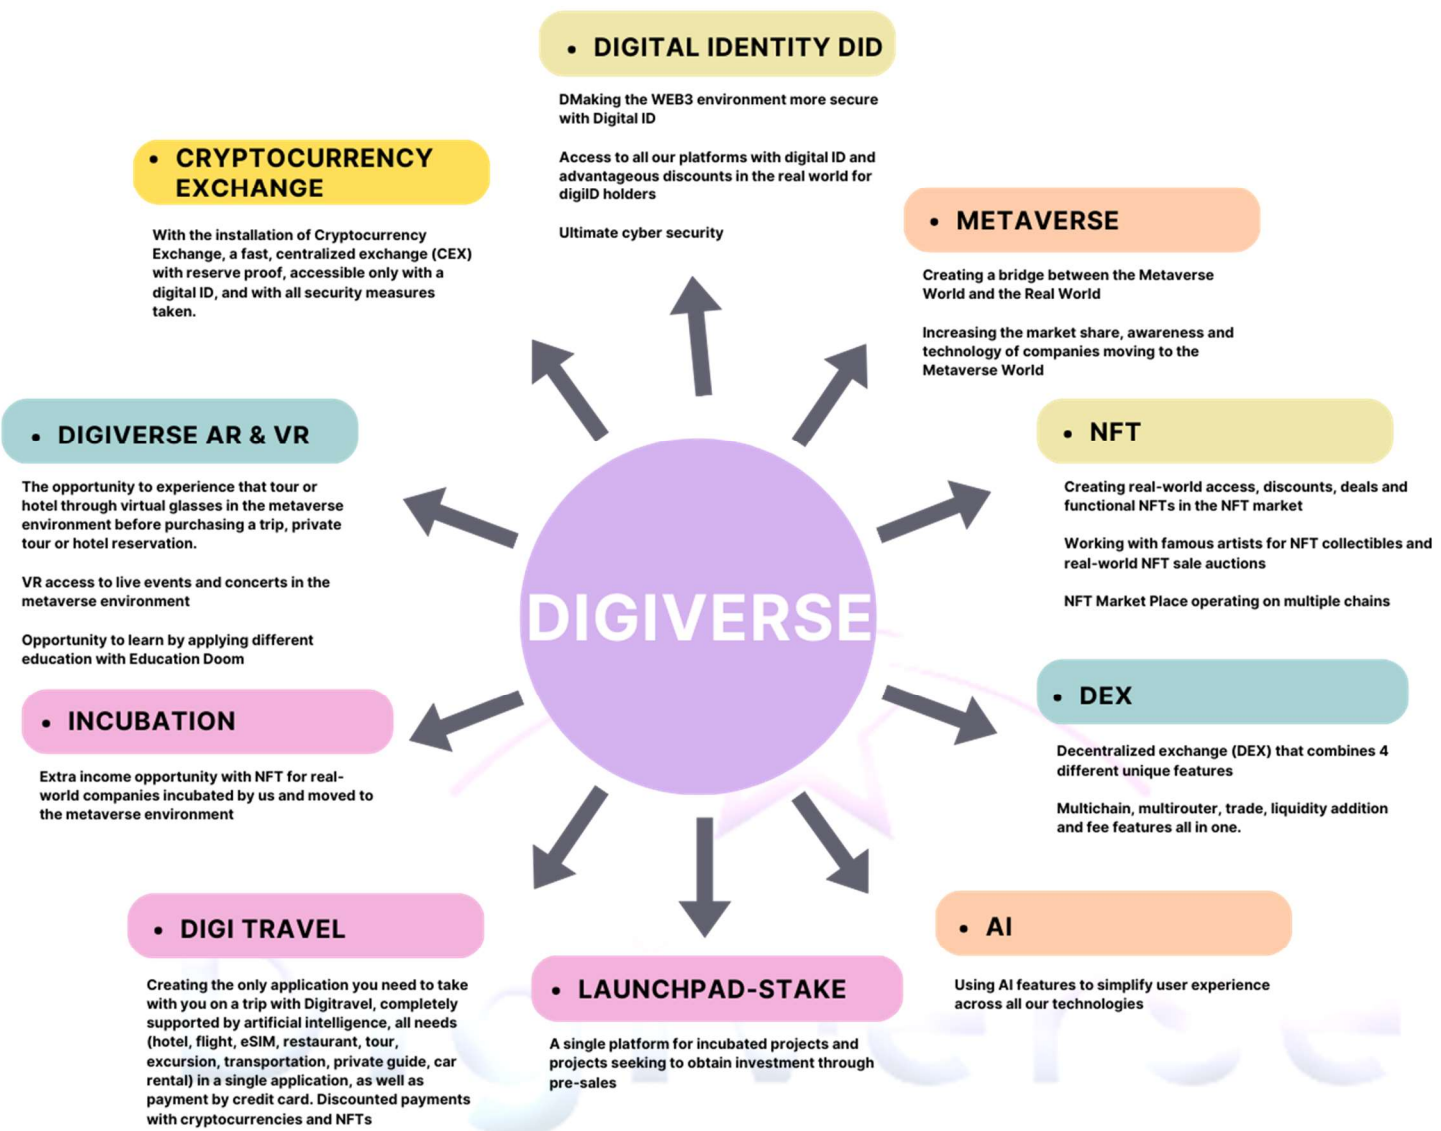 • DIGITAL IDENTITY DID
DMaking the WEB3 environment more secure
with Digital ID
Access to all our platforms with digital ID and
advantageous discounts in the real world for
digiID holders
Ultimate cyber security
• CRYPTOCURRENCY
EXCHANGE
With the installation of Cryptocurrency
Exchange, a fast, centralized exchange (CEX)
with reserve proof, accessible only with a
digital ID, and with all security measures
taken.
• METAVERSE
Creating a bridge between the Metaverse
World and the Real World
Increasing the market share, awareness and
technology of companies moving to the
Metaverse World
• DIGIVERSE AR & VR
The opportunity to experience that tour or
hotel through virtual glasses in the metaverse
environment before purchasing a trip, private
tour or hotel reservation.
VR access to live events and concerts in the
metaverse environment
Opportunity to learn by applying different
education with Education Doom
• NFT
Creating real-world access, discounts, deals and
functional NFTs in the NFT market
Working with famous artists for NFT collectibles and
real-world NFT sale auctions
NFT Market Place operating on multiple chains
DIGIVERSE
• INCUBATION
Extra income opportunity with NFT for real-
world companies incubated by us and moved to
the metaverse environment
• DEX
Decentralized exchange (DEX) that combines 4
different unique features
Multichain, multirouter, trade, liquidity addition
and fee features all in one.
• DIGI TRAVEL
Creating the only application you need to take
with you on a trip with Digitravel, completely
supported by artificial intelligence, all needs
(hotel, flight, eSIM, restaurant, tour,
excursion, transportation, private guide, car
rental) in a single application, as well as
payment by credit card. Discounted payments
with cryptocurrencies and NFTs
• LAUNCHPAD-STAKE
A single platform for incubated projects and
projects seeking to obtain investment through
pre-sales
• AI
Using AI features to simplify user experience
across all our technologies
Digiverse